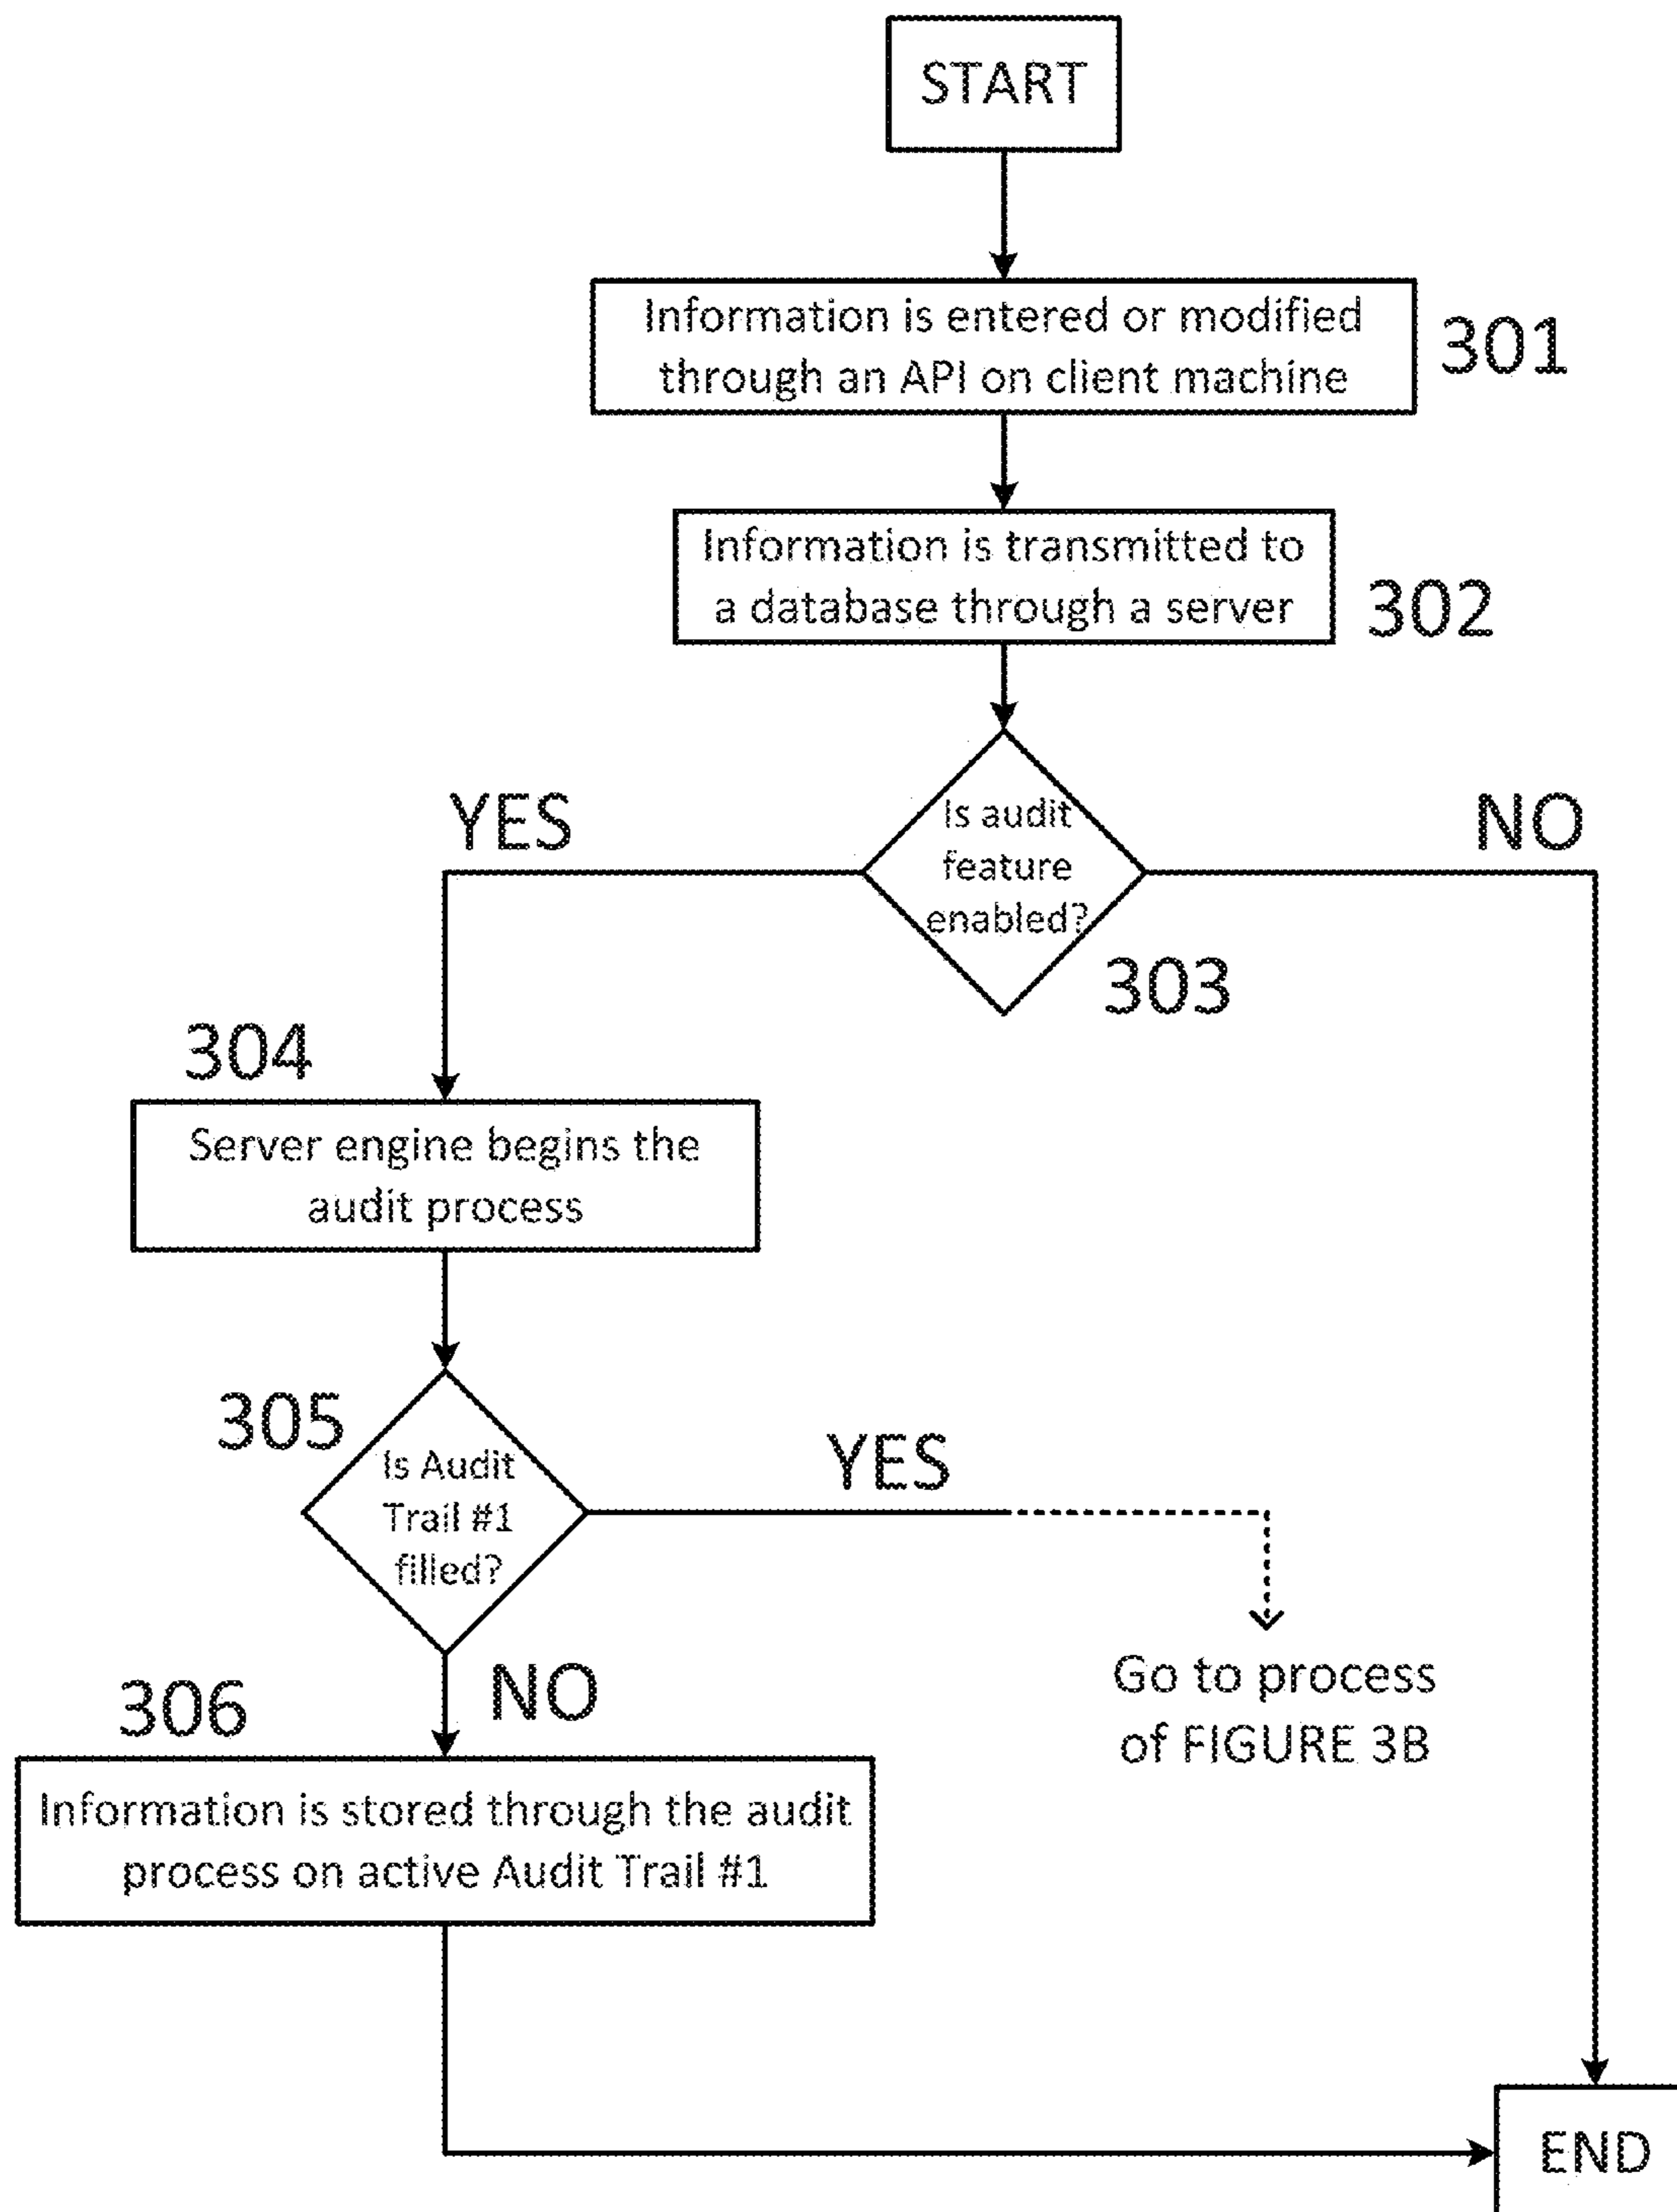 START
Information is entered or modified
through an API on client machine
301
Information is transmitted to
a database through a server
302
YES
Is audit
feature
enabled?
NO
303
304
Server engine begins the
audit process
305
Is Audit
Trail #1
filled?
YES
Go to process
of FIGURE 3B
NO
306
Information is stored through the audit
process on active Audit Trail #1
END